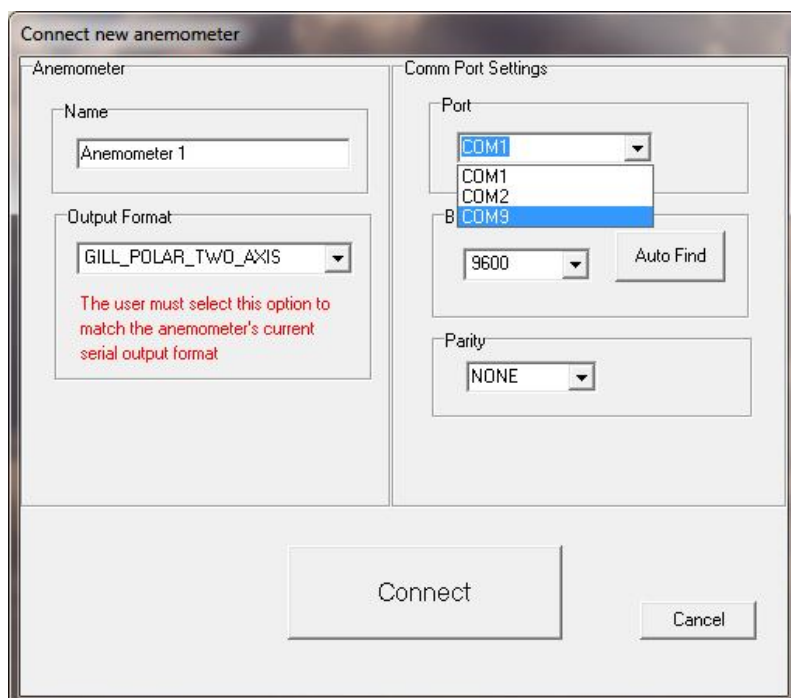 Connect new anemometer
Anemometer
Name
Anemometer 1
Output Format
GILL_POLAR_TWO_AXIS
The user must select this option to
match the anemometer's current
serial output format
Comm Port Settings
Port
COM1
COM1
COM2
COM9
B
9600
Auto Find
Parity
NONE
Connect
Cancel